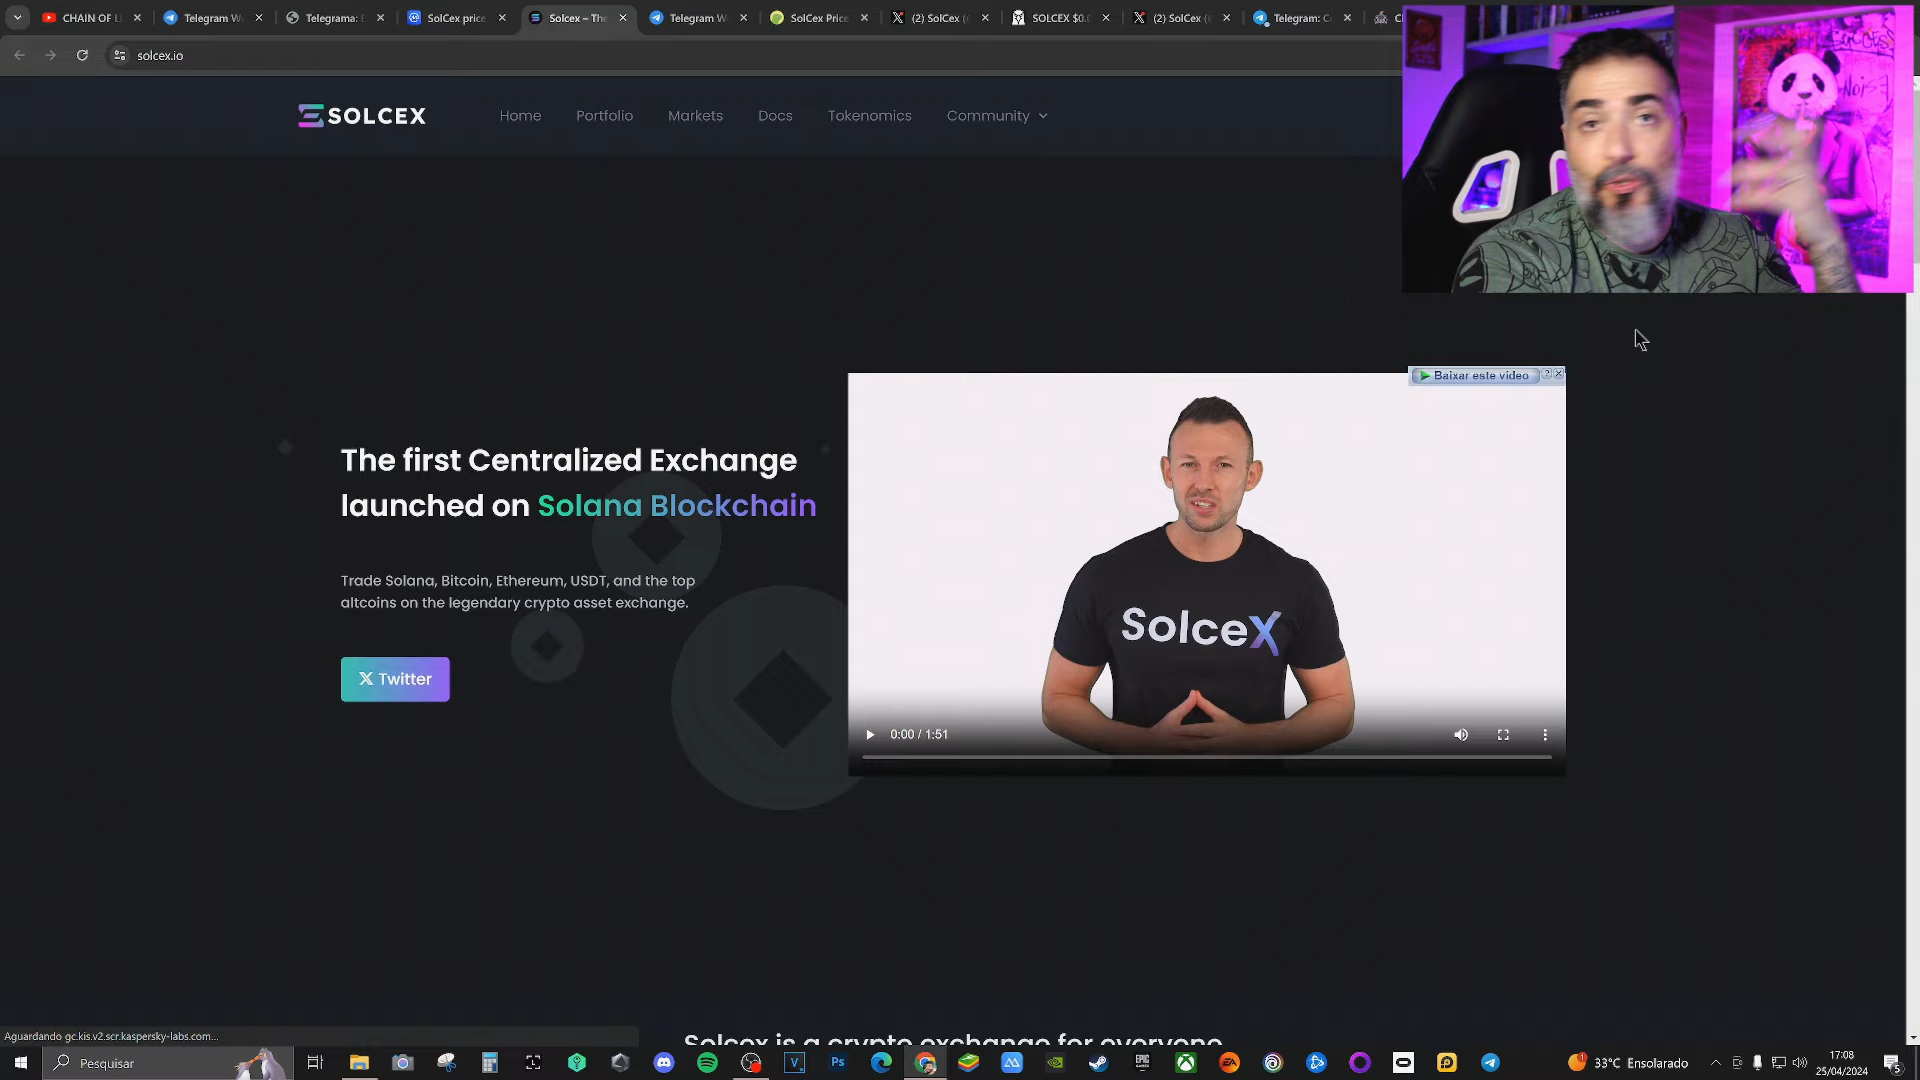 CHAIN OF L
Telegram W
Telegrama:
SolCex price
Solcex – The
Telegram W
SolCex Price
(2) SolCex (
SOLCEX $0.
(2) SolCex (
Telegram: C
solcex.io
SOLCEX
Home
Portfolio
Markets
Docs
Tokenomics
Community
Baixar este vídeo
The first Centralized Exchange
launched on Solana Blockchain
Trade Solana, Bitcoin, Ethereum, USDT, and the top
altcoins on the legendary crypto asset exchange.
X Twitter
SolceX
0:00 / 1:51
Solcex is a crypto exchange for everyone
Aguardando gc.kis.v2.scr.kaspersky-labs.com...
Pesquisar
33°C Ensolarado
17:08
25/04/2024